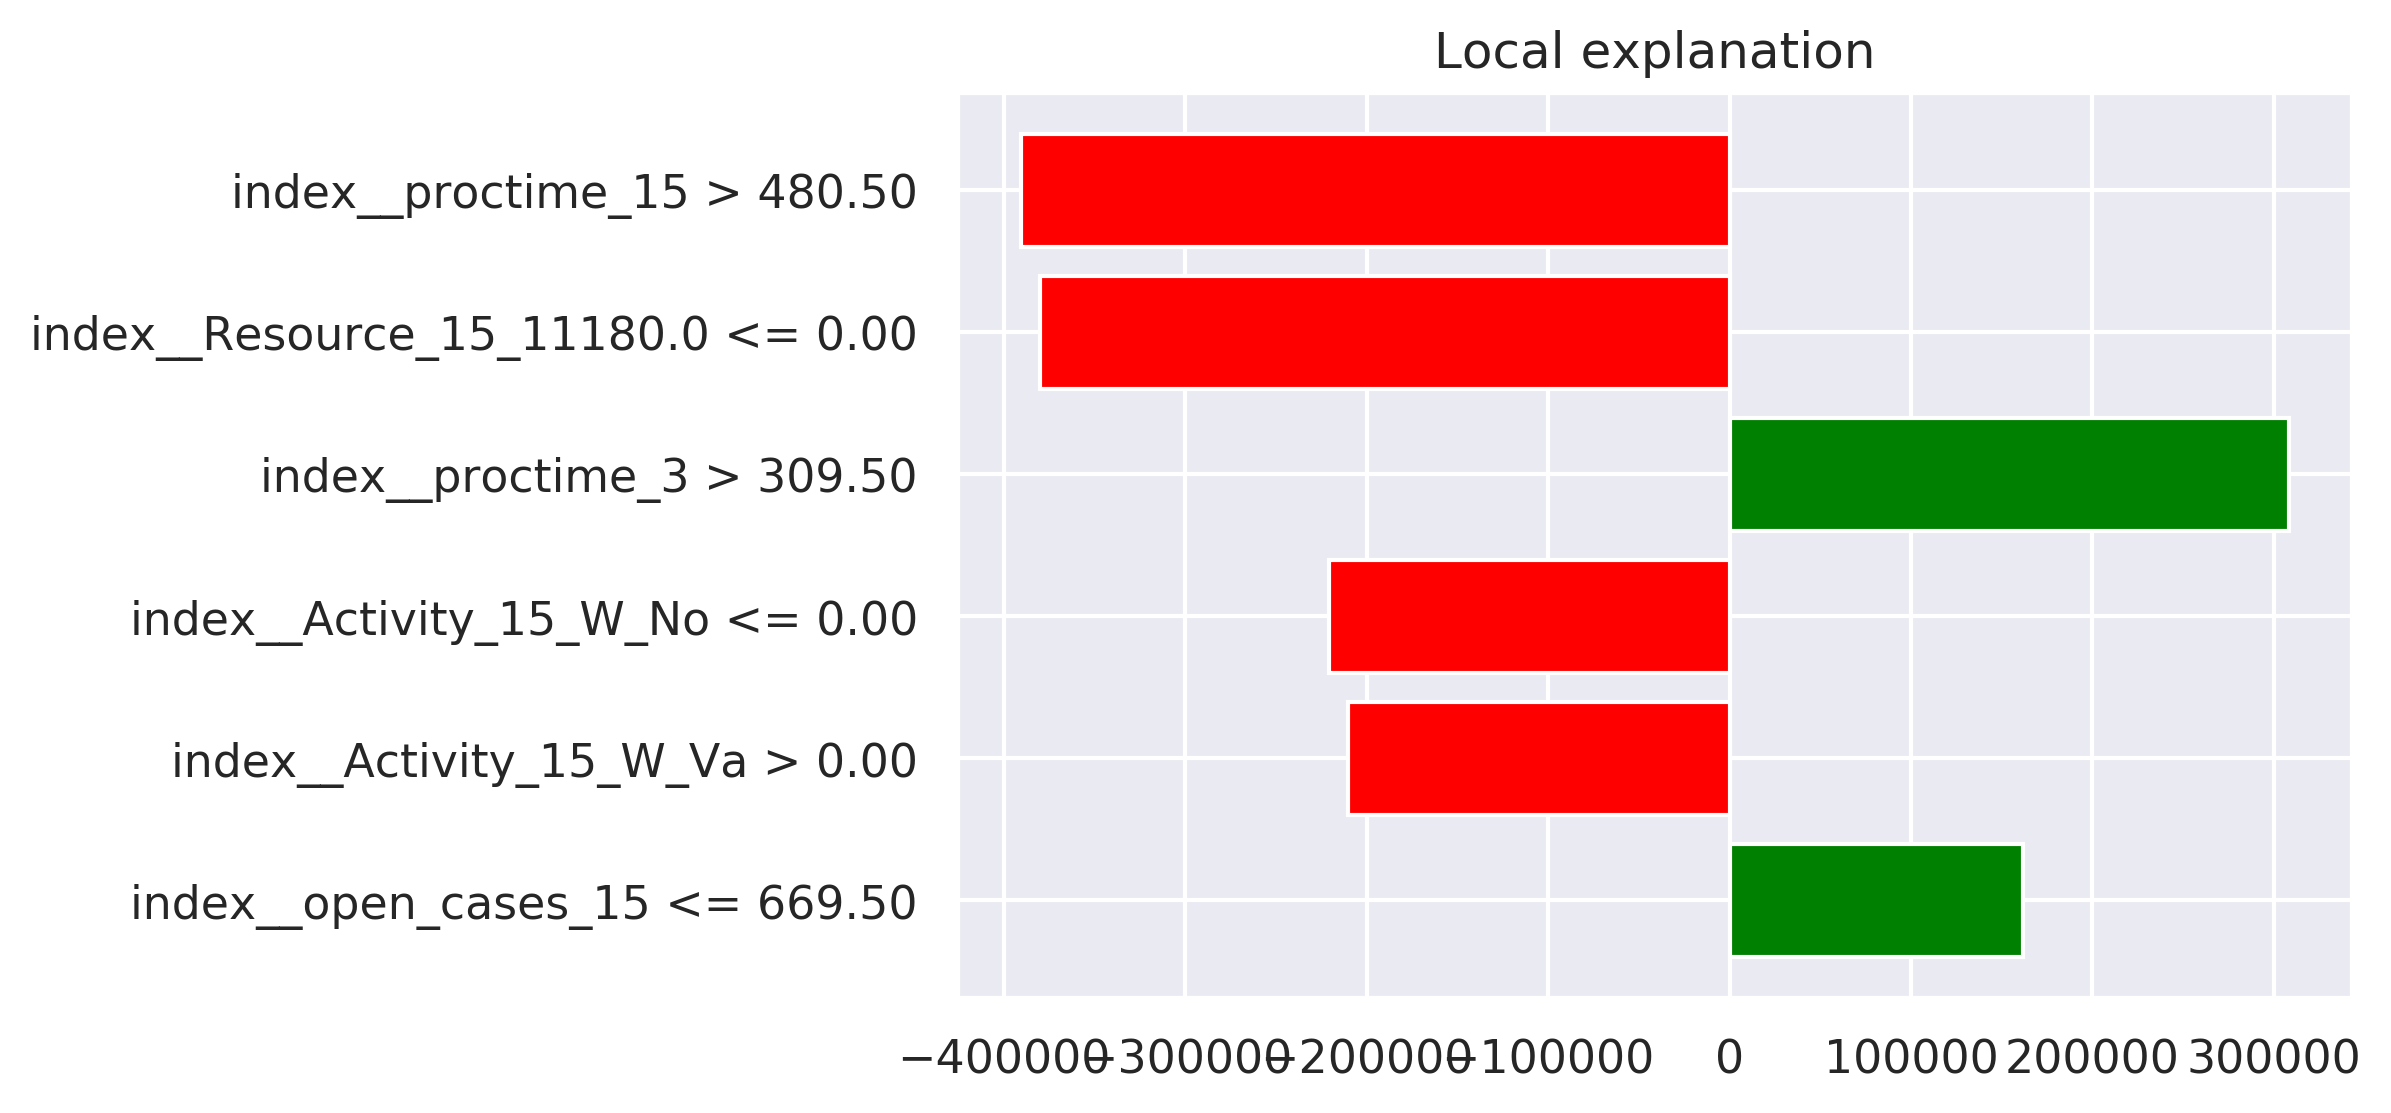 Local explanation
index__proctime_15 > 480.50
index__Resource_15_11180.0 <= 0.00
index__proctime_3 > 309.50
index__Activity_15_W_No <= 0.00
index__Activity_15_W_Va > 0.00
index__open_cases_15 <= 669.50
−400000 −300000 −200000 −100000 0 100000 200000 300000